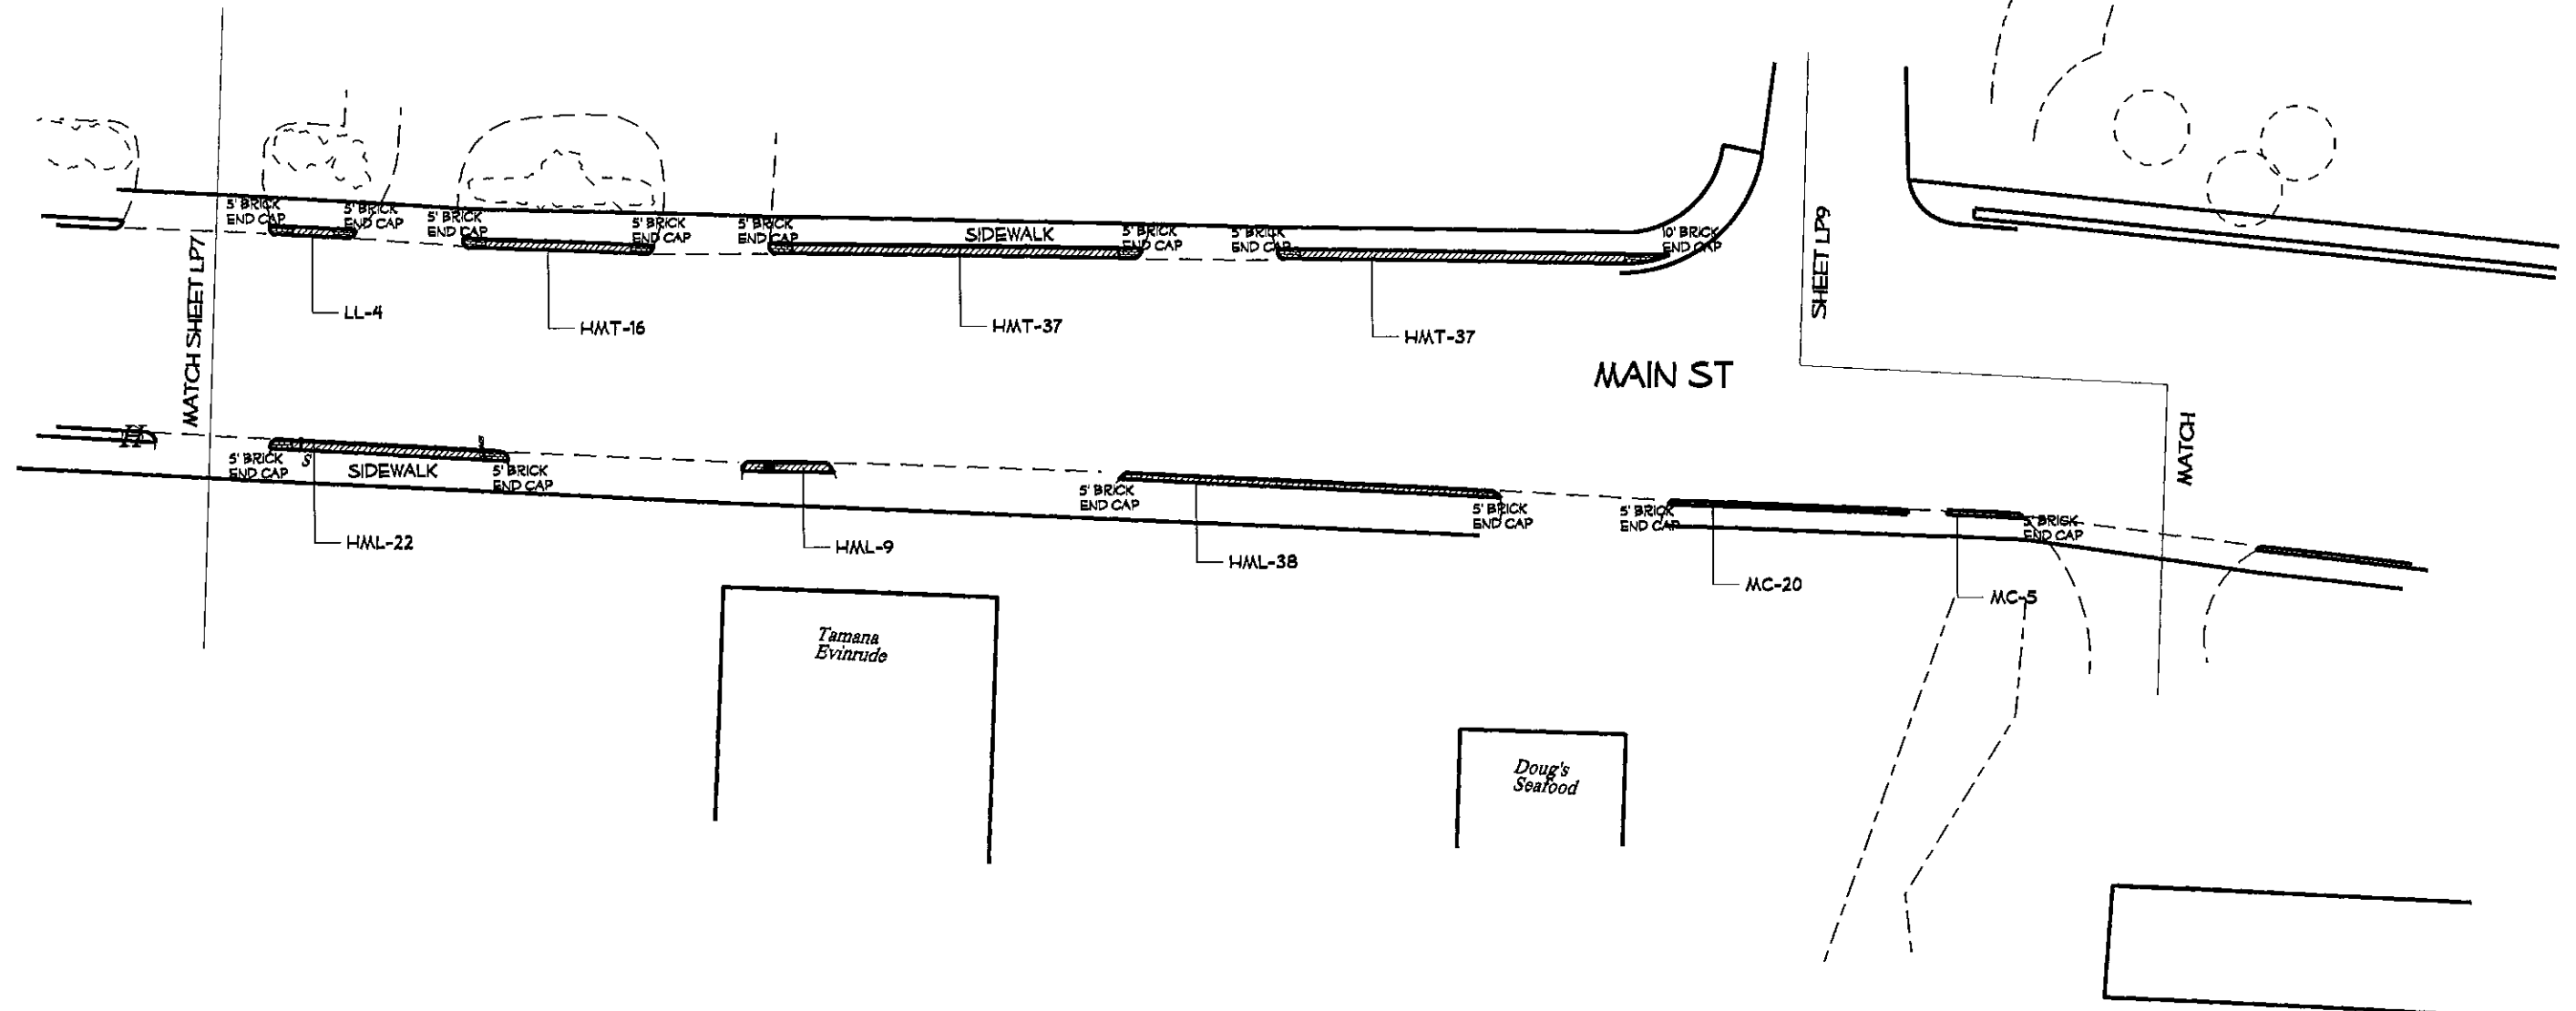 5' BRICK
END CAP
5' BRICK
END CAP
5' BRICK
END CAP
5' BRICK
END CAP
5' BRICK
END CAP
SIDEWALK
5' BRICK
END CAP
5' BRICK
END CAP
10' BRICK
END CAP
MATCH SHEET LP7
SHEET LP9
LL-4
HMT-16
HMT-37
HMT-37
MAIN ST
MATCH
H
S
5' BRICK
END CAP
SIDEWALK
5' BRICK
END CAP
5' BRICK
END CAP
5' BRICK
END CAP
5' BRICK
END CAP
5' BRICK
END CAP
HML-22
HML-9
HML-38
MC-20
MC-5
Tamana
Evinrude
Doug's
Seafood